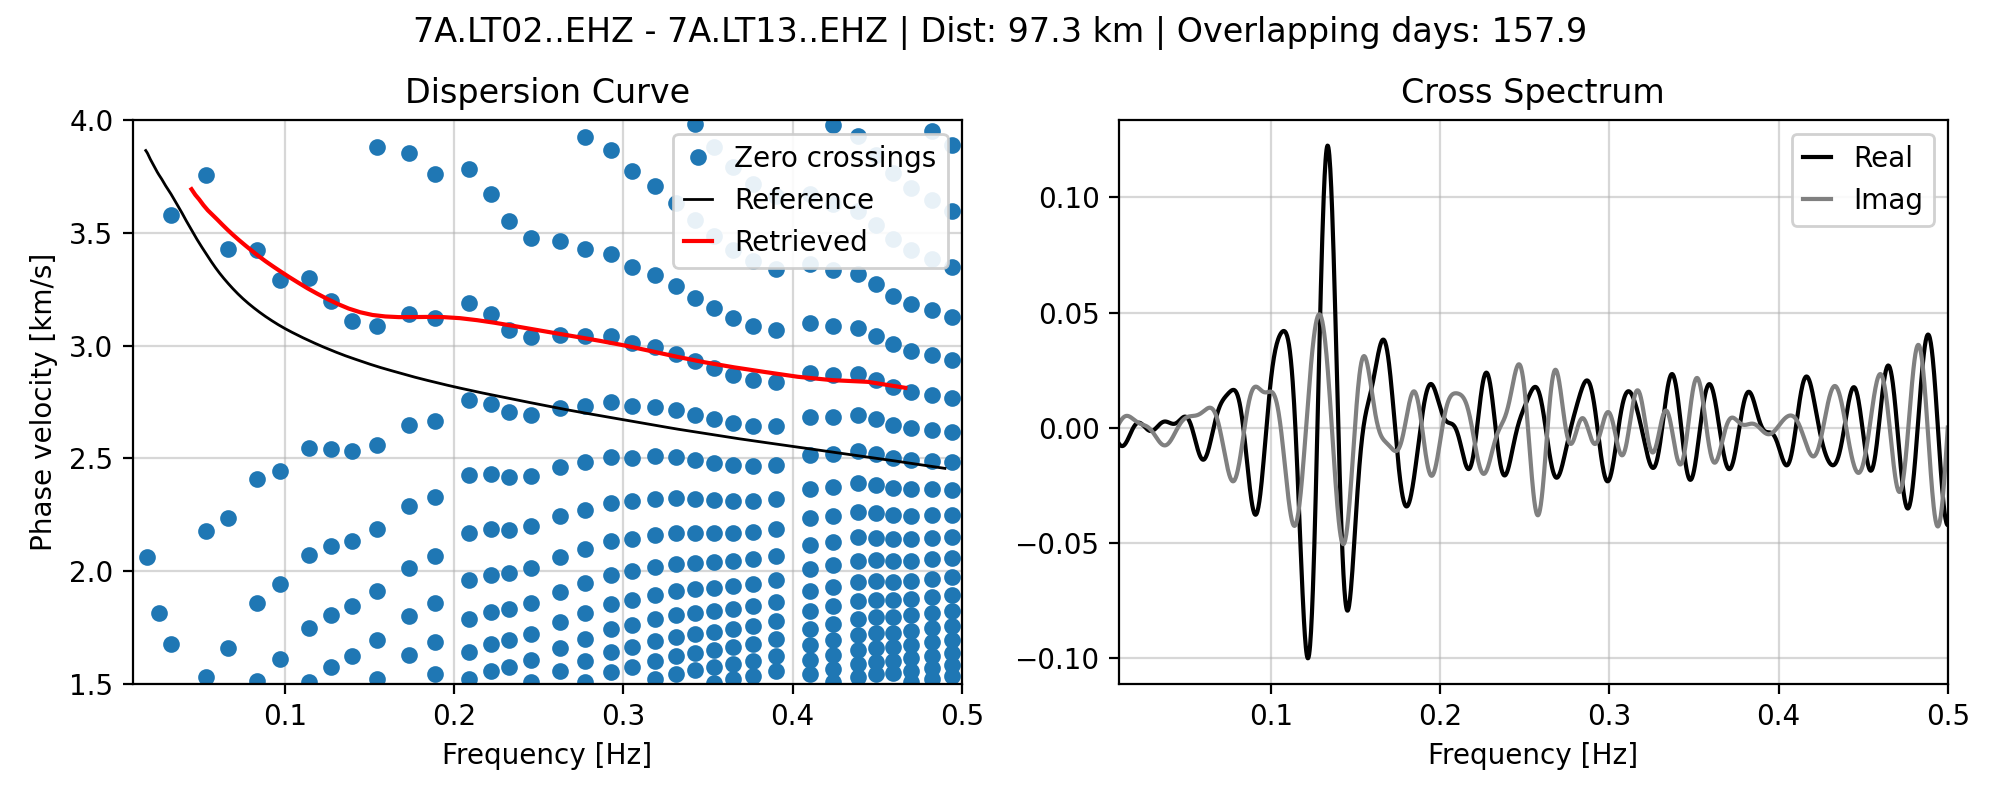 7A.LT02..EHZ - 7A.LT13..EHZ | Dist: 97.3 km | Overlapping days: 157.9
Dispersion Curve
4.0
3.5
3.0
2.5
2.0
1.5
Phase velocity [km/s]
0.1 0.2 0.3 0.4 0.5
Frequency [Hz]
Zero crossings
Reference
Retrieved
Cross Spectrum
0.10
0.05
0.00
−0.05
−0.10
0.1 0.2 0.3 0.4 0.5
Frequency [Hz]
Real
Imag